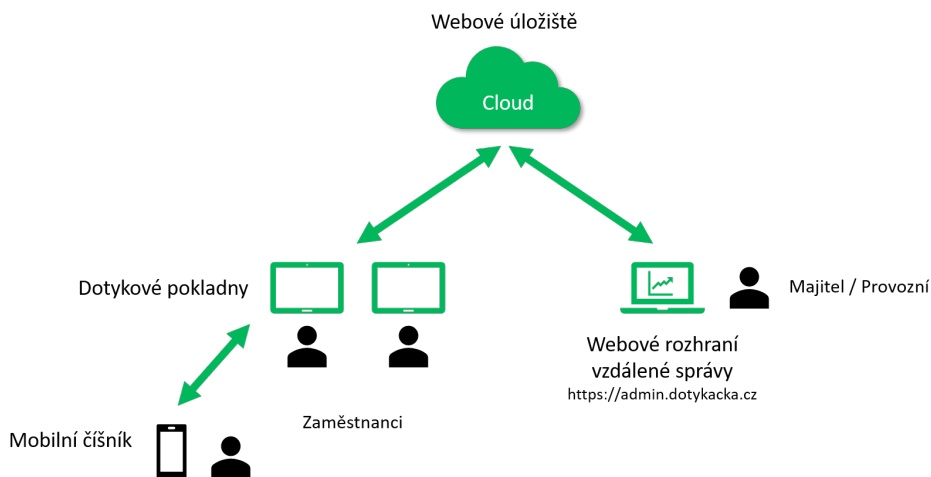 Webové úložiště
Cloud
Dotykové pokladny
Majitel / Provozní
Webové rozhraní
vzdálené správy
https://admin.dotykacka.cz
Zaměstnanci
Mobilní číšník